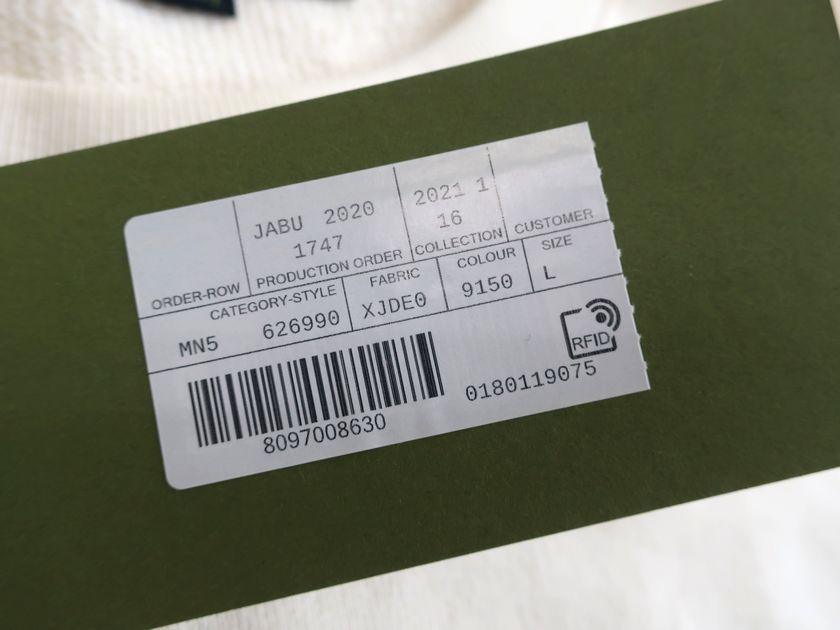 JABU 2020
1747
2021 1
16
ORDER-ROW
PRODUCTION ORDER
COLLECTION
CUSTOMER
CATEGORY-STYLE
FABRIC
COLOUR
SIZE
MN5 626990
XJDE0
9150
L
RFID
8097008630
0180119075